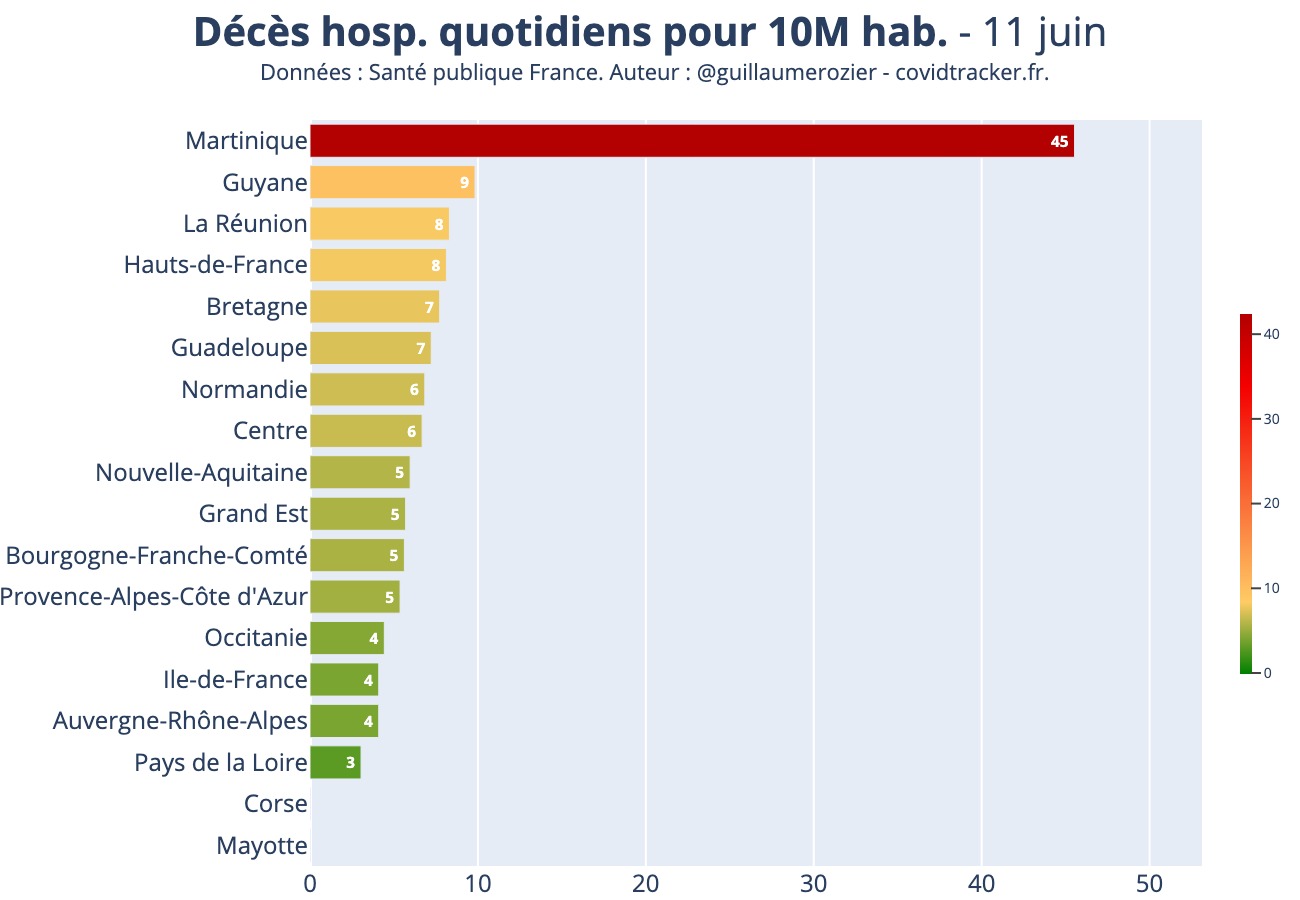 Décès hosp. quotidiens pour 10M hab. - 11 juin
Données : Santé publique France. Auteur : @guillaumerozier - covidtracker.fr.
Martinique 45
Guyane 9
La Réunion 8
Hauts-de-France 8
Bretagne 7
Guadeloupe 7
Normandie 6
Centre 6
Nouvelle-Aquitaine 5
Grand Est 5
Bourgogne-Franche-Comté 5
Provence-Alpes-Côte d'Azur 5
Occitanie 4
Ile-de-France 4
Auvergne-Rhône-Alpes 4
Pays de la Loire 3
Corse
Mayotte
0 10 20 30 40 50
40
30
20
10
0